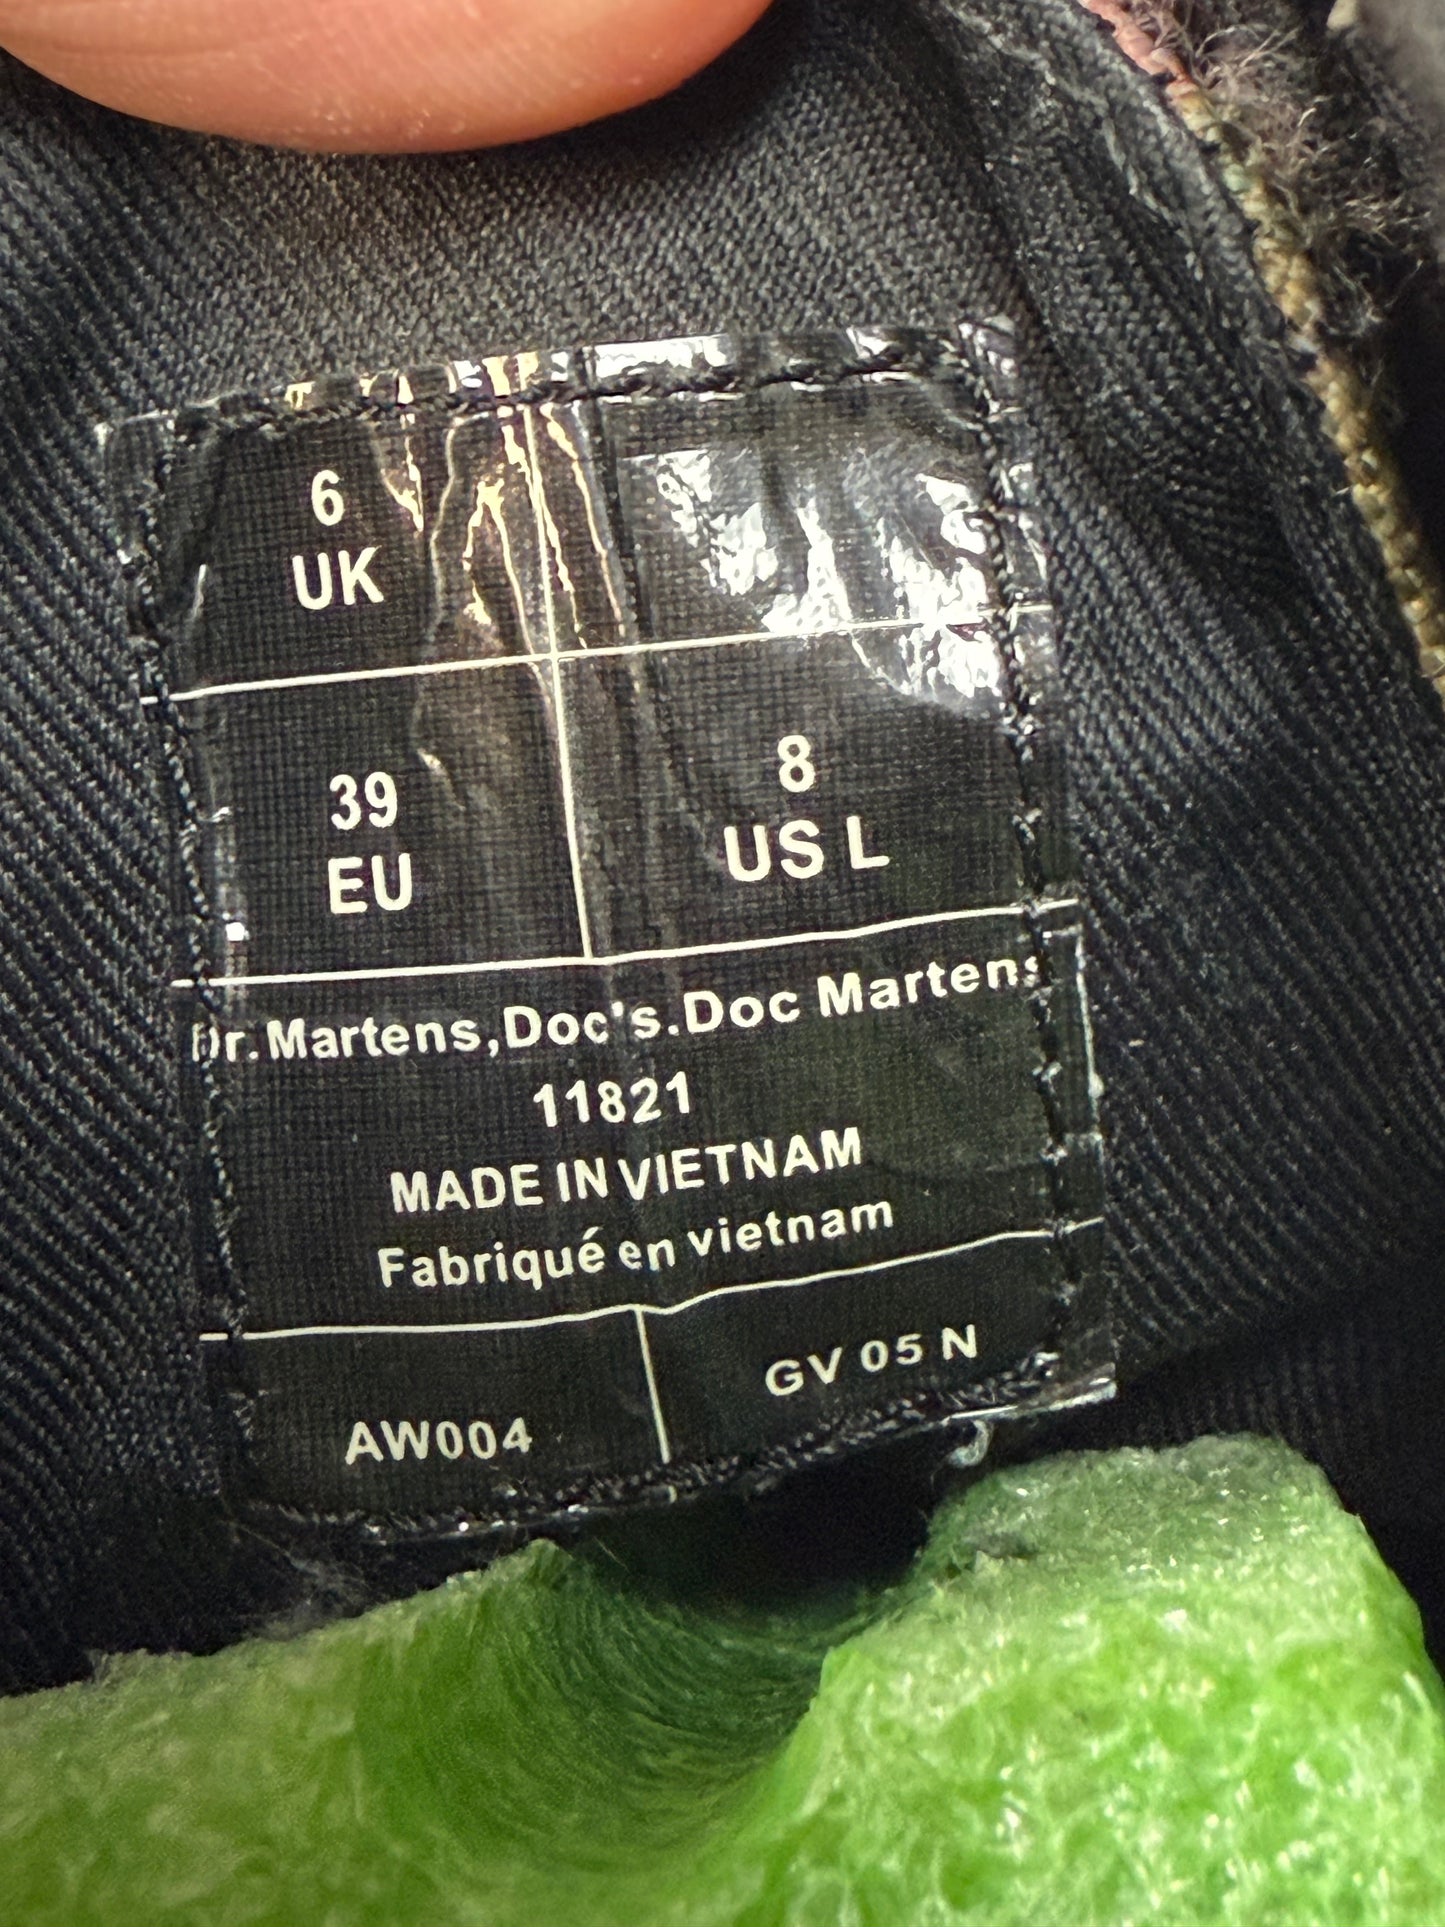 6
UK
39
EU
8
US L
Dr.Martens,Doc's.Doc Martens
11821
MADE IN VIETNAM
Fabriqué en vietnam
AW004
GV 05 N